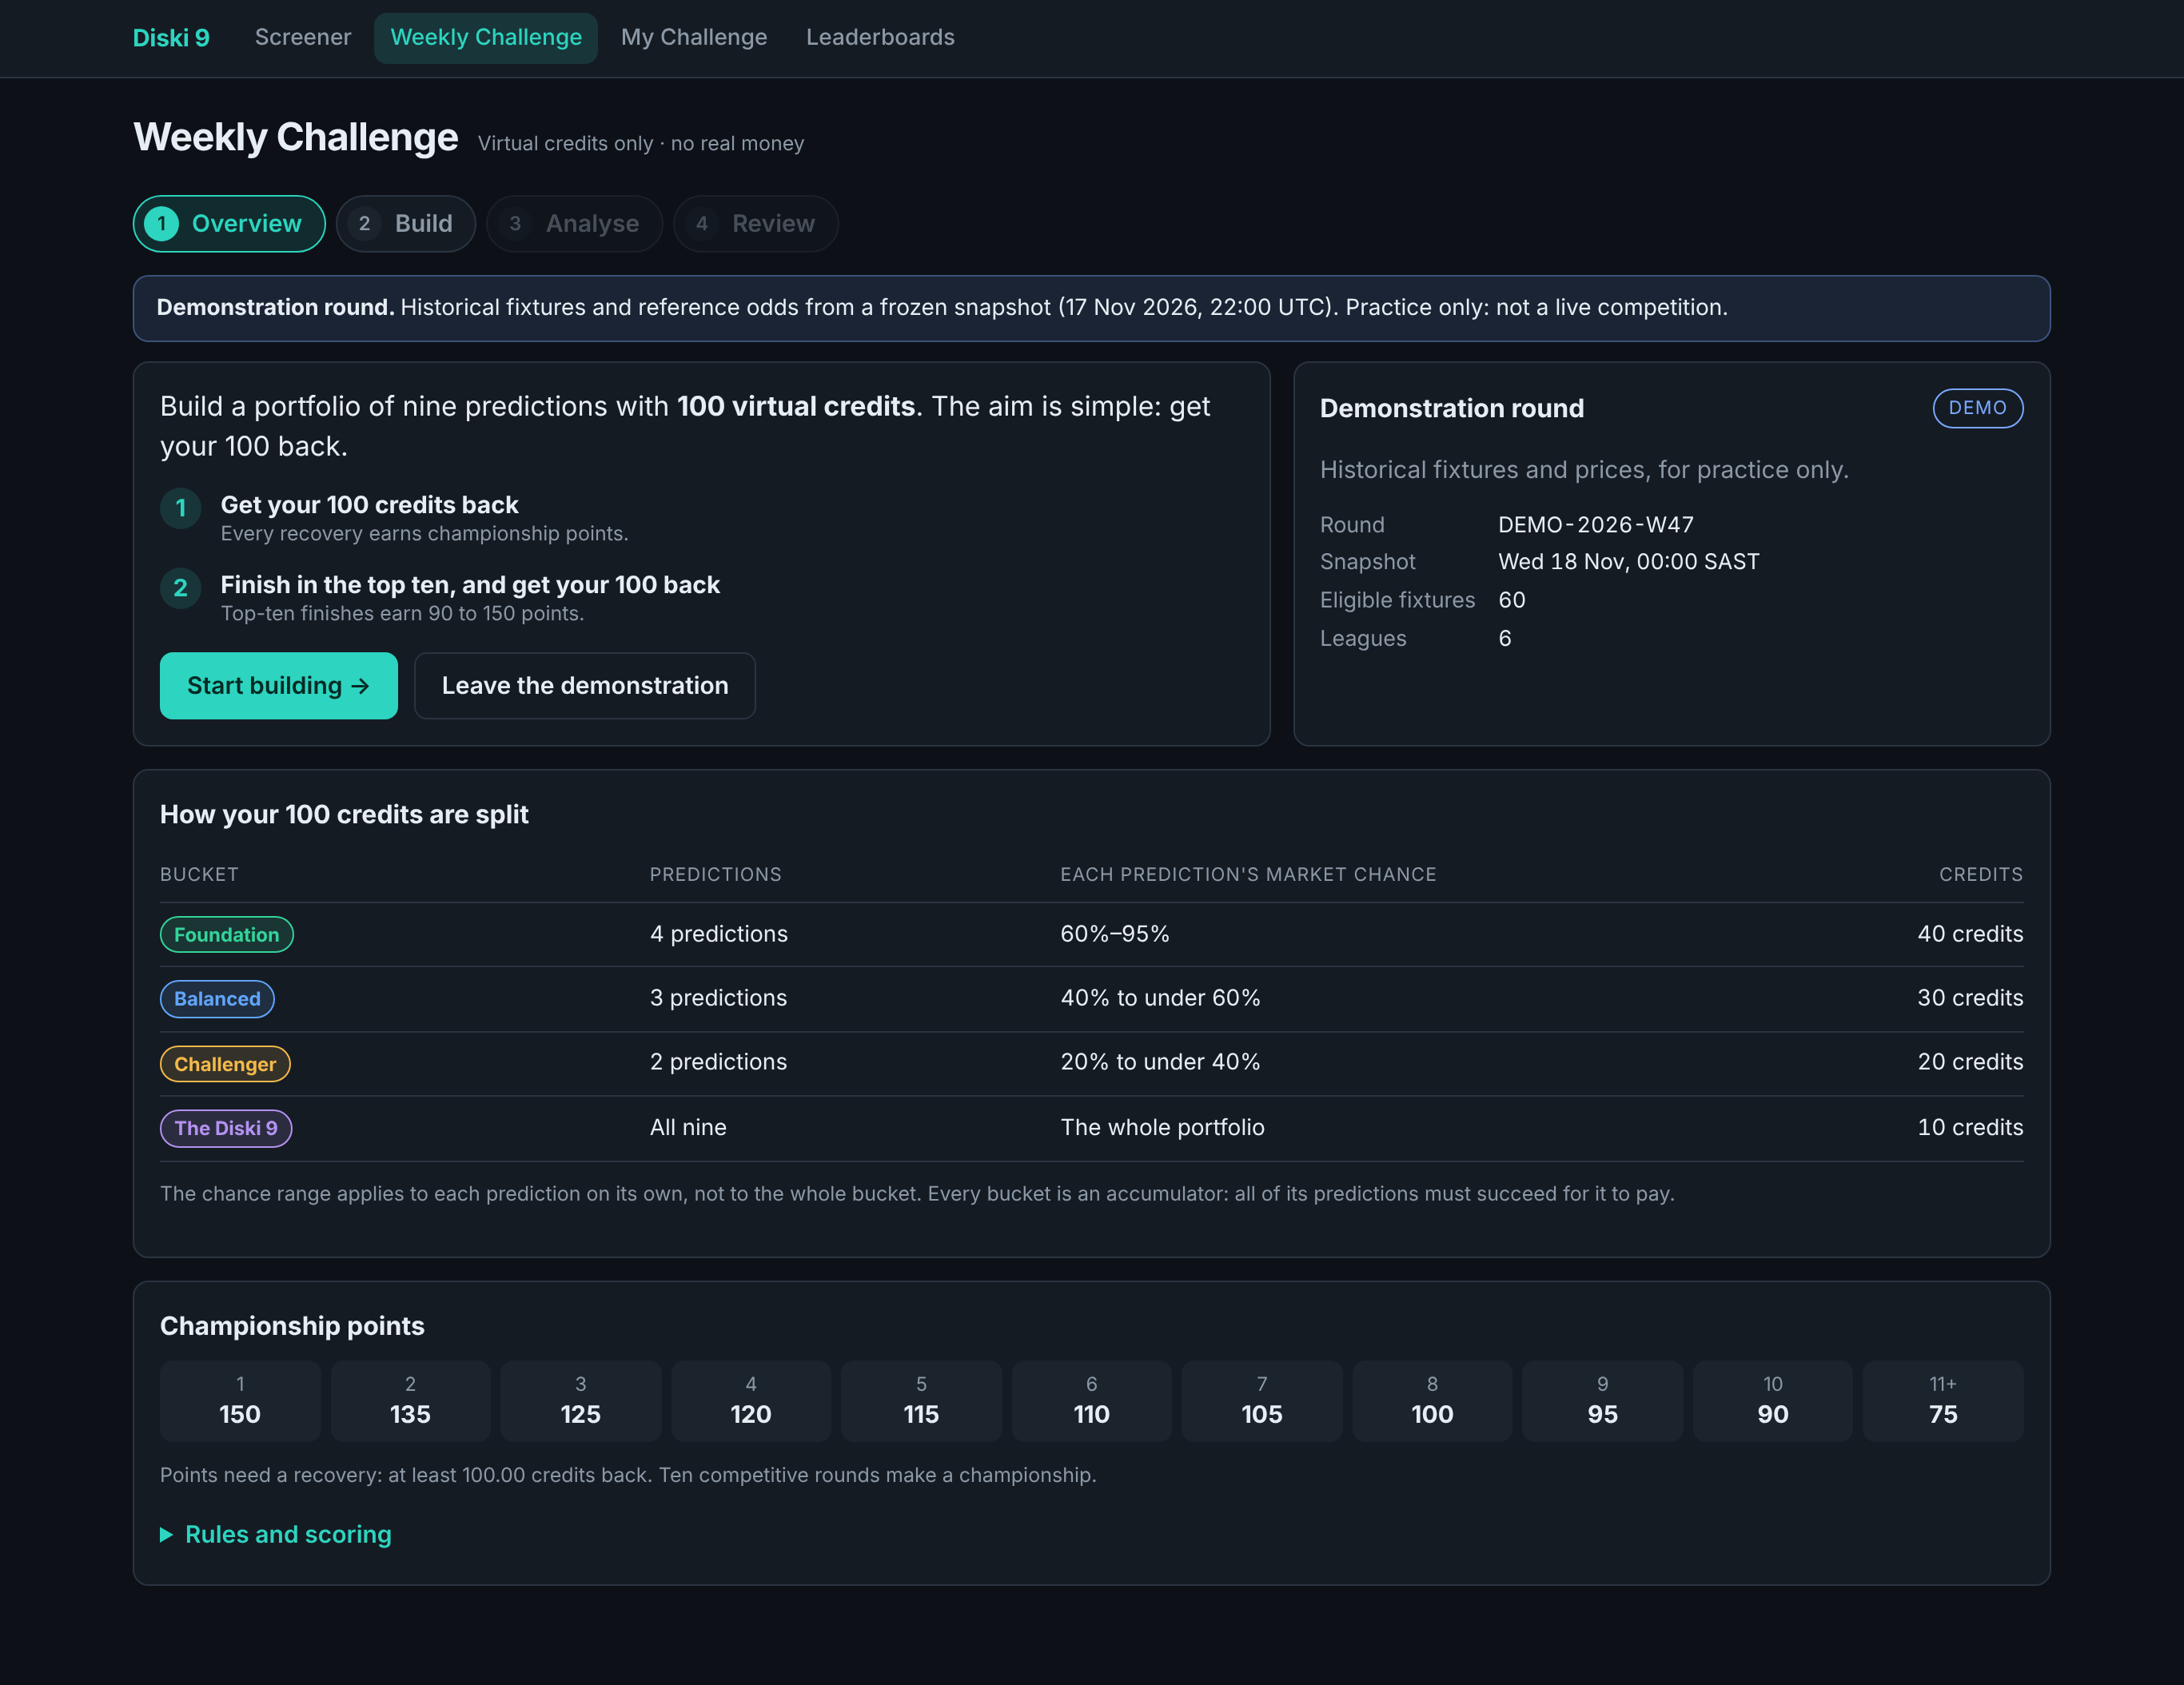 Diski 9 Screener Weekly Challenge My Challenge Leaderboards
Weekly Challenge Virtual credits only · no real money
1 Overview 2 Build 3 Analyse 4 Review
Demonstration round. Historical fixtures and reference odds from a frozen snapshot (17 Nov 2026, 22:00 UTC). Practice only: not a live competition.
Build a portfolio of nine predictions with 100 virtual credits. The aim is simple: get
your 100 back.
1 Get your 100 credits back
Every recovery earns championship points.
2 Finish in the top ten, and get your 100 back
Top-ten finishes earn 90 to 150 points.
Start building → Leave the demonstration
Demonstration round DEMO
Historical fixtures and prices, for practice only.
Round DEMO-2026-W47
Snapshot Wed 18 Nov, 00:00 SAST
Eligible fixtures 60
Leagues 6
How your 100 credits are split
BUCKET PREDICTIONS EACH PREDICTION'S MARKET CHANCE CREDITS
Foundation 4 predictions 60%–95% 40 credits
Balanced 3 predictions 40% to under 60% 30 credits
Challenger 2 predictions 20% to under 40% 20 credits
The Diski 9 All nine The whole portfolio 10 credits
The chance range applies to each prediction on its own, not to the whole bucket. Every bucket is an accumulator: all of its predictions must succeed for it to pay.
Championship points
1 2 3 4 5 6 7 8 9 10 11+
150 135 125 120 115 110 105 100 95 90 75
Points need a recovery: at least 100.00 credits back. Ten competitive rounds make a championship.
▶ Rules and scoring